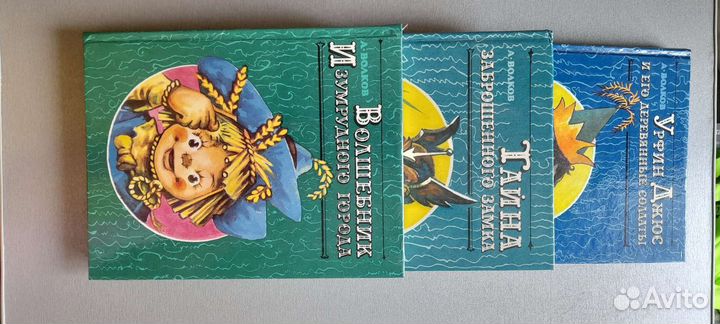 А·ВОЛКОВ
ВОЛШЕБНИК
ИЗУМРУДНОГО ГОРОДА
А·ВОЛКОВ
ТАЙНА
ЗАБРОШЕННОГО ЗАМКА
А·ВОЛКОВ
УРФИН ДЖЮС
И ЕГО ДЕРЕВЯННЫЕ СОЛДАТЫ
Avito